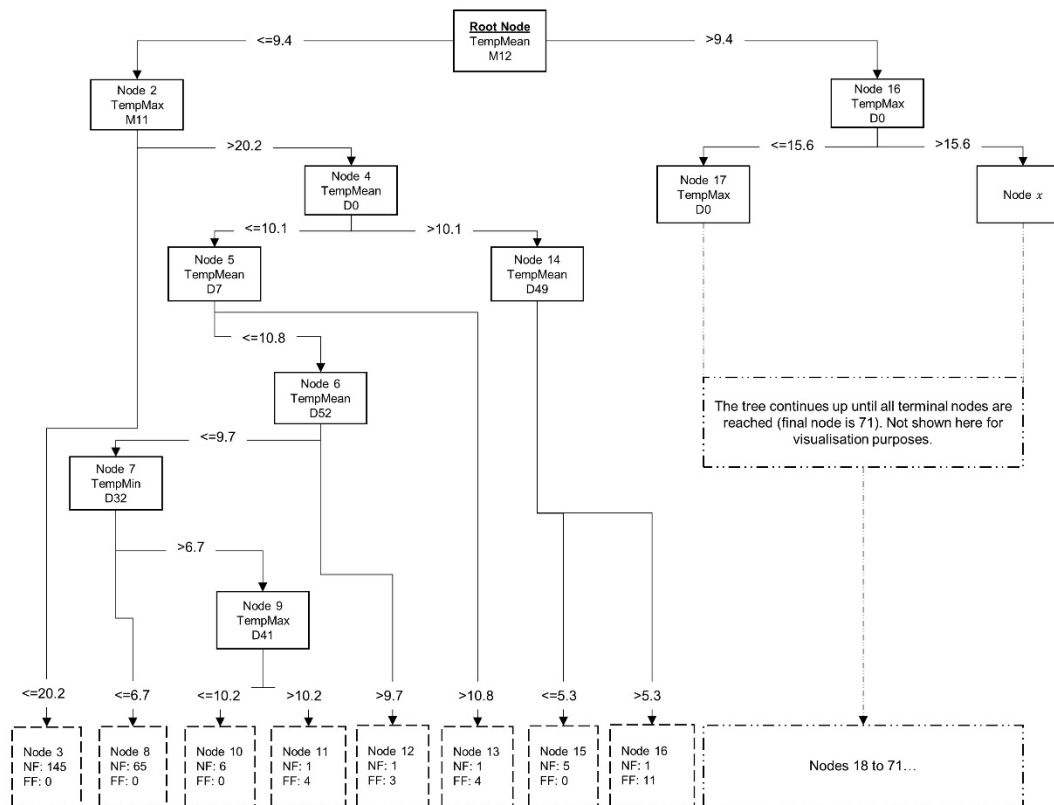 Root Node
TempMean
M12
<=9.4
>9.4
Node 2
TempMax
M11
Node 16
TempMax
D0
>20.2
<=15.6
>15.6
Node 4
TempMean
D0
Node 17
TempMax
D0
Node x
<=10.1
>10.1
Node 5
TempMean
D7
Node 14
TempMean
D49
<=10.8
Node 6
TempMean
D52
The tree continues up until all terminal nodes are
reached (final node is 71). Not shown here for
visualisation purposes.
<=9.7
Node 7
TempMin
D32
>6.7
Node 9
TempMax
D41
<=20.2
<=6.7
<=10.2
>10.2
>9.7
>10.8
<=5.3
>5.3
Node 3
NF: 145
FF: 0
Node 8
NF: 65
FF: 0
Node 10
NF: 6
FF: 0
Node 11
NF: 1
FF: 4
Node 12
NF: 1
FF: 3
Node 13
NF: 1
FF: 4
Node 15
NF: 5
FF: 0
Node 16
NF: 1
FF: 11
Nodes 18 to 71...